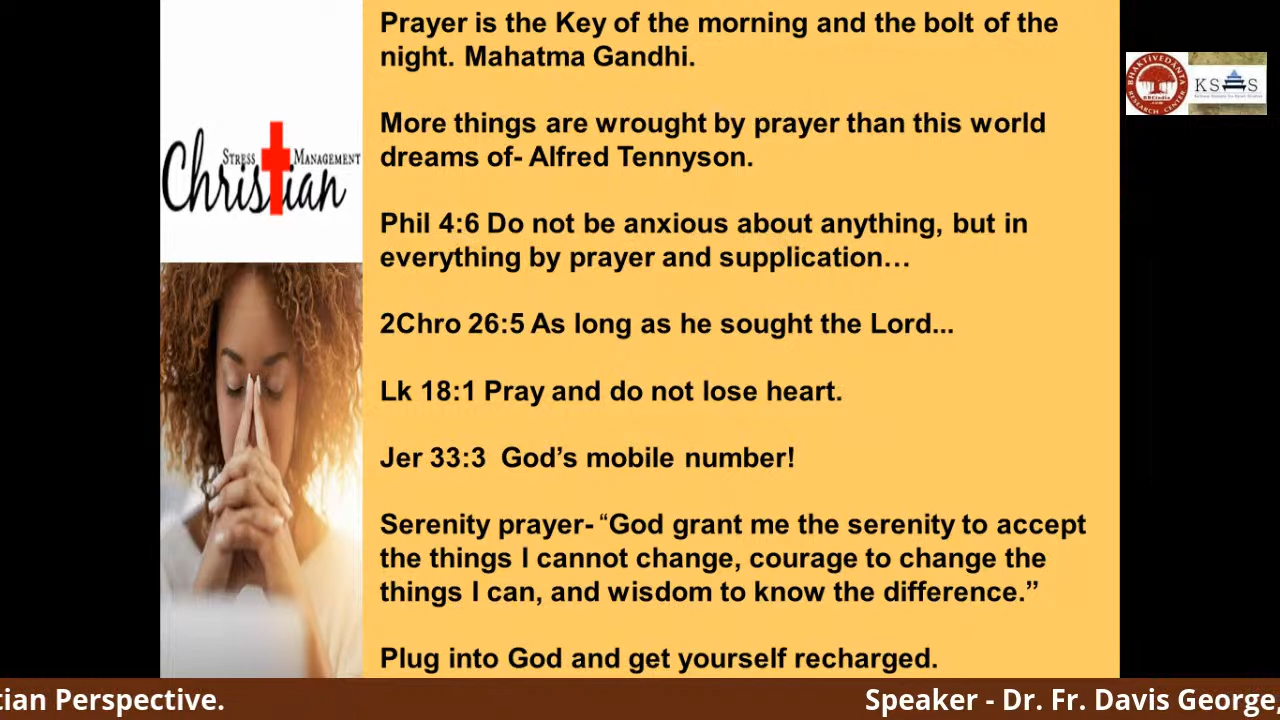 Prayer is the Key of the morning and the bolt of the
night. Mahatma Gandhi.
More things are wrought by prayer than this world
dreams of- Alfred Tennyson.
Phil 4:6 Do not be anxious about anything, but in
everything by prayer and supplication…
2Chro 26:5 As long as he sought the Lord...
Lk 18:1 Pray and do not lose heart.
Jer 33:3  God’s mobile number!
Serenity prayer- “God grant me the serenity to accept
the things I cannot change, courage to change the
things I can, and wisdom to know the difference.”
Plug into God and get yourself recharged.
STRESS MANAGEMENT
Christian
BHAKTIVEDANTA
RESEARCH CENTER
KSHS
tian Perspective.
Speaker - Dr. Fr. Davis George,